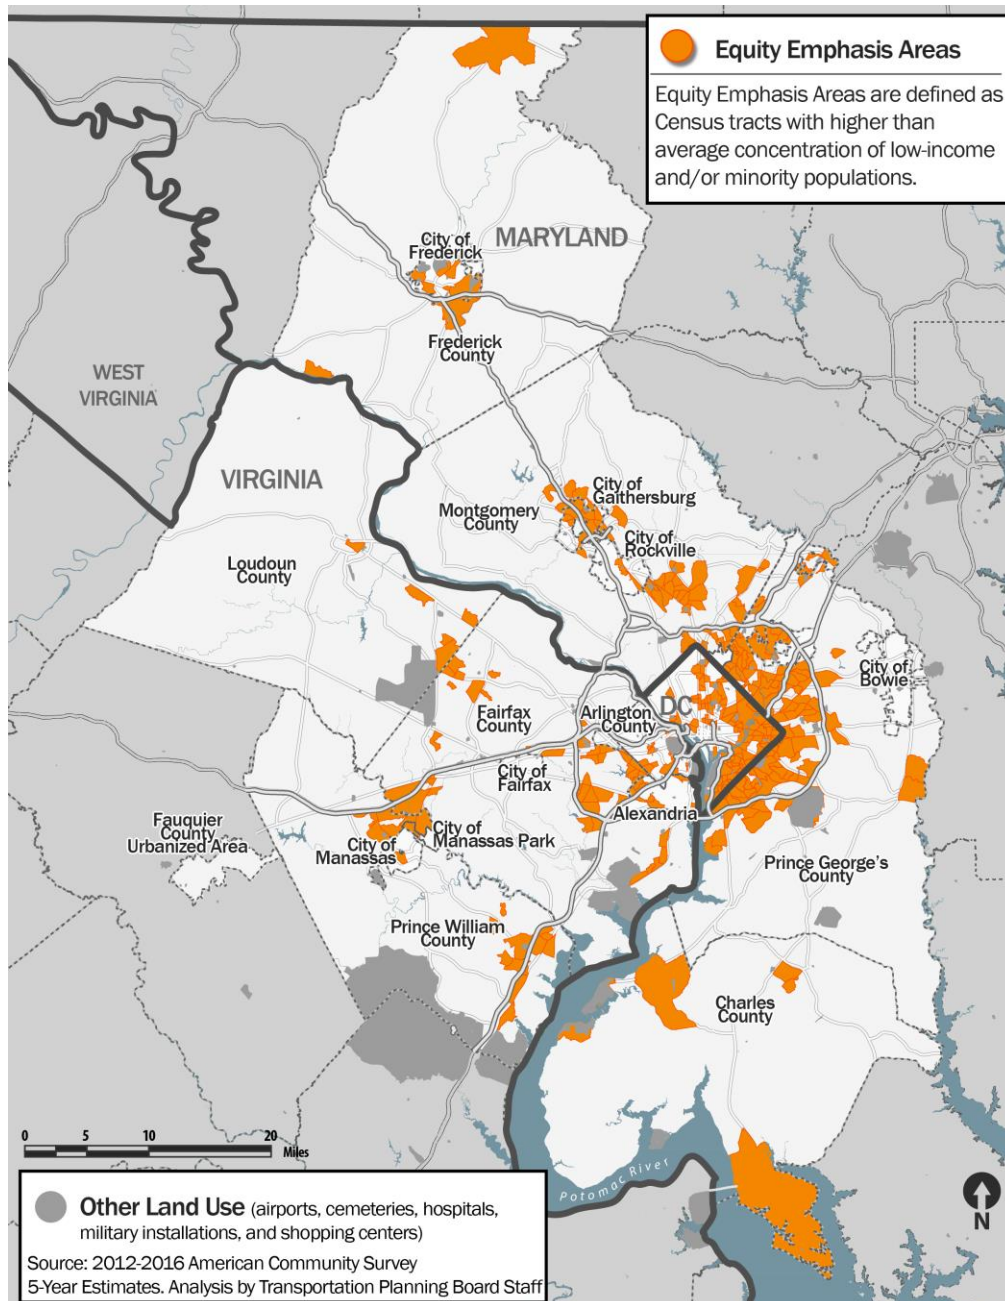 Equity Emphasis Areas
Equity Emphasis Areas are defined as
Census tracts with higher than
average concentration of low-income
and/or minority populations.
City of
Frederick
MARYLAND
Frederick
County
WEST
VIRGINIA
VIRGINIA
City of
Gaithersburg
Montgomery
County
City of
Rockville
Loudoun
County
City of
Bowie
DC
Arlington
County
Fairfax
County
City of
Fairfax
Alexandria
Fauquier
County
Urbanized Area
City of
Manassas Park
City of
Manassas
Prince George's
County
Prince William
County
Charles
County
0 5 10 20
Miles
Potomac River
N
Other Land Use (airports, cemeteries, hospitals,
military installations, and shopping centers)
Source: 2012-2016 American Community Survey
5-Year Estimates. Analysis by Transportation Planning Board Staff